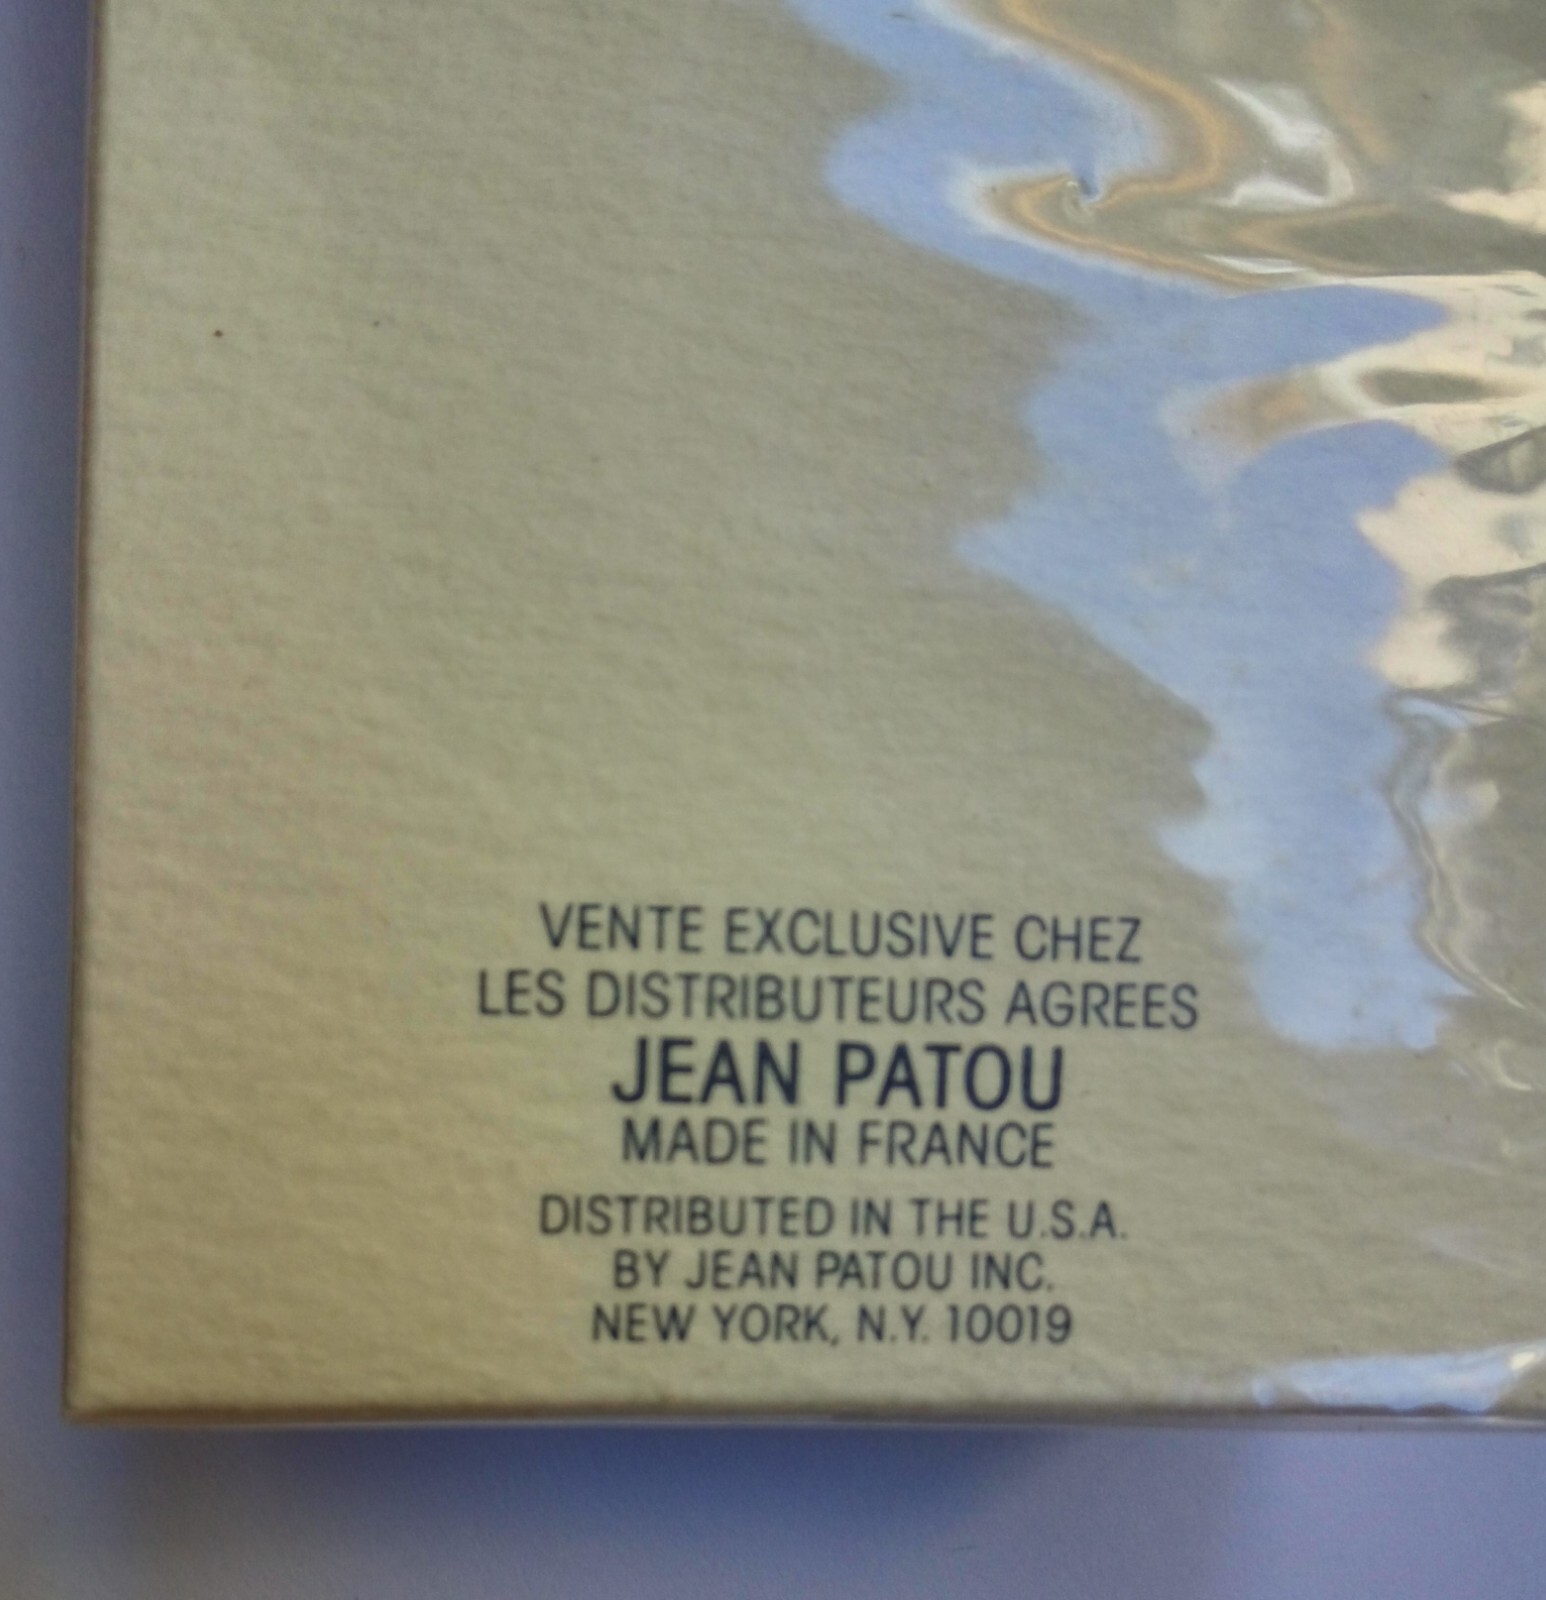 VENTE EXCLUSIVE CHEZ
LES DISTRIBUTEURS AGREES
JEAN PATOU
MADE IN FRANCE
DISTRIBUTED IN THE U.S.A.
BY JEAN PATOU INC.
NEW YORK, N.Y. 10019